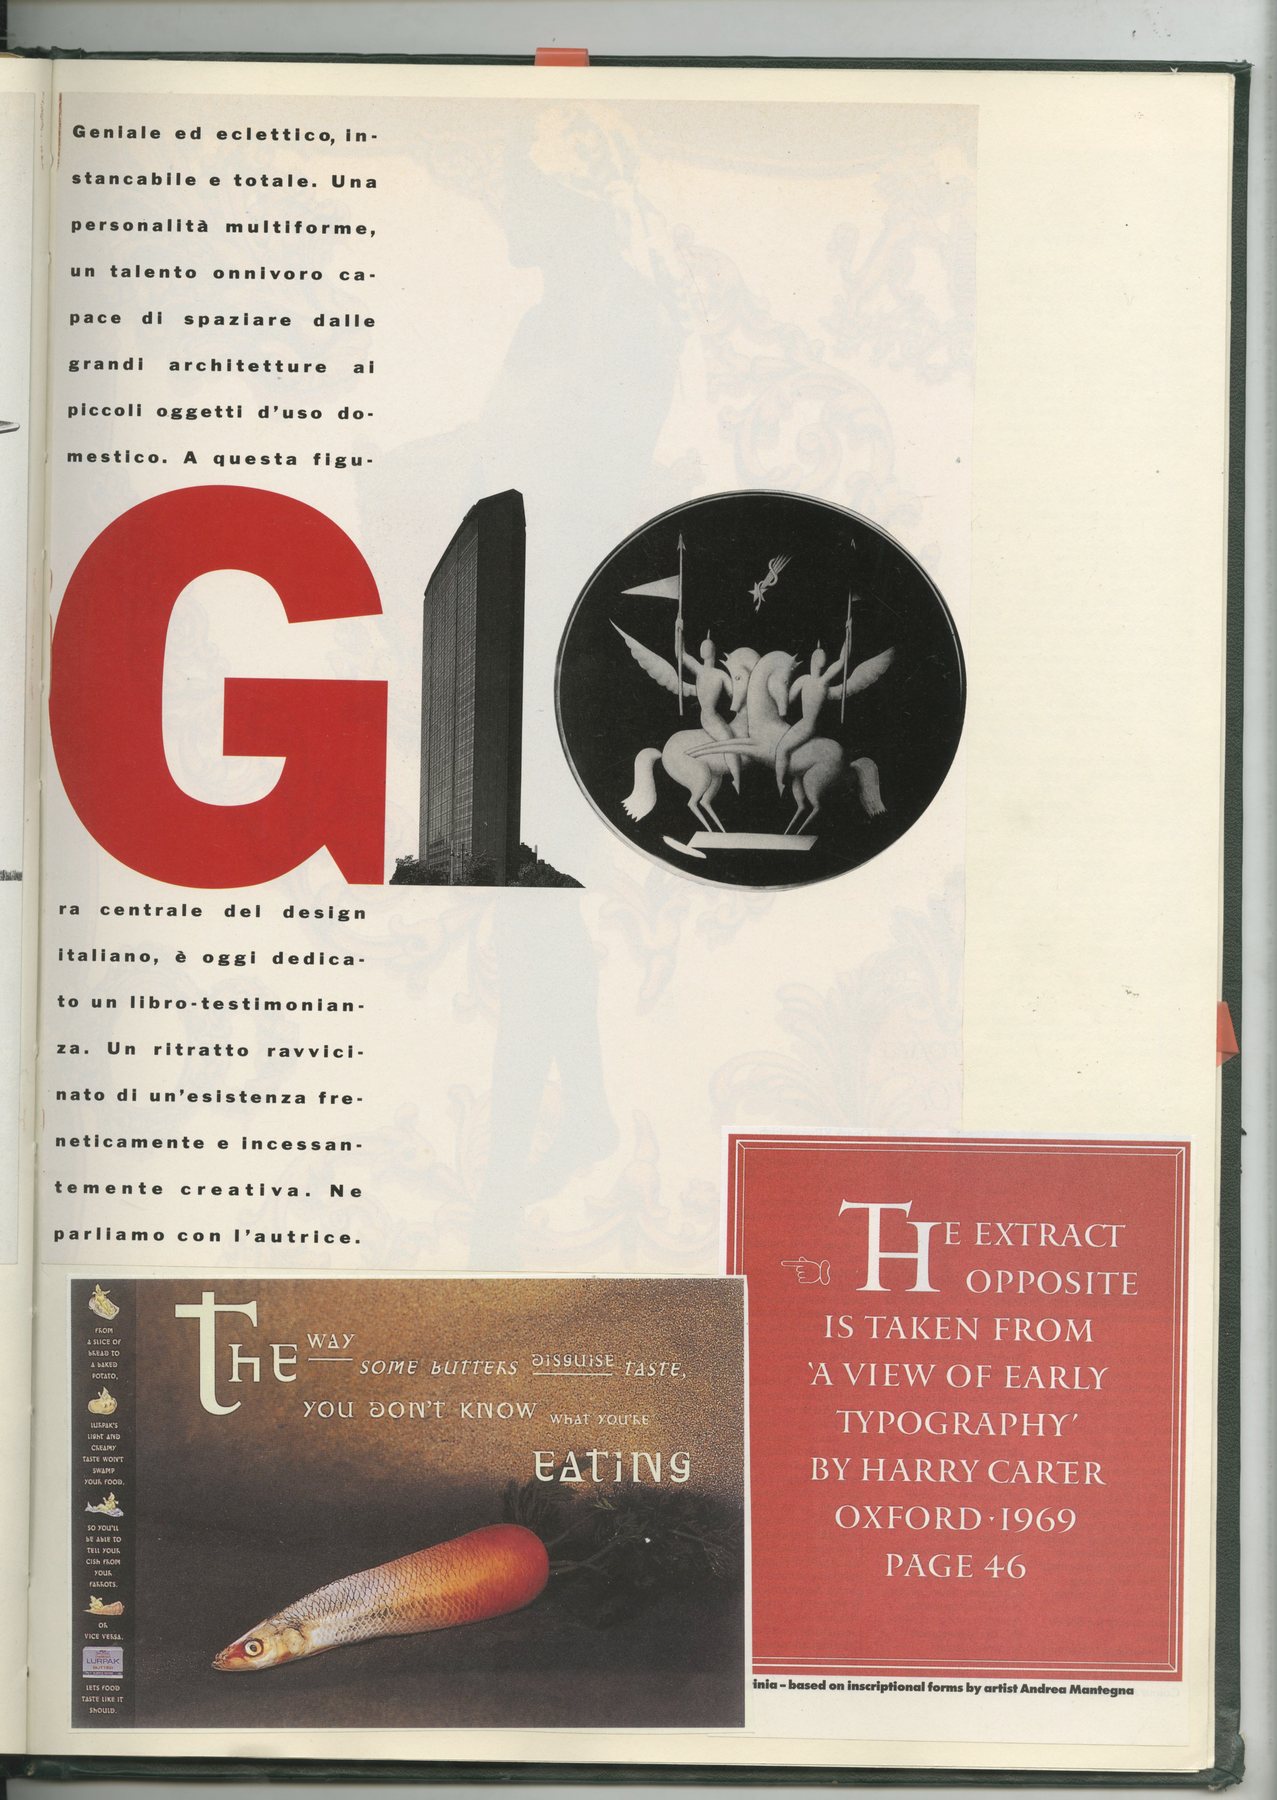 Geniale ed eclettico, in-
stancabile e totale. Una
personalità multiforme,
un talento onnivoro ca-
pace di spaziare dalle
grandi architetture ai
piccoli oggetti d'uso do-
mestico. A questa figu-
GIO
ra centrale del design
italiano, è oggi dedica-
to un libro-testimonian-
za. Un ritratto ravvici-
nato di un'esistenza fre-
neticamente e incessan-
temente creativa. Ne
parliamo con l'autrice.
FROM
A SLICE OF
BREAD TO
A BAKED
POTATO,
LURPAK'S
LIGHT AND
CREAMY
TASTE WON'T
SWAMP
YOUR FOOD.
SO YOU'LL
BE ABLE TO
TELL YOUR
CISH FROM
YOUR
FARROTS.
OR
VICE VERSA.
LURPAK
BUTTER
LETS FOOD
TASTE LIKE IT
SHOULD.
THE WAY
SOME BUTTERS DISGUISE TASTE,
YOU DON'T KNOW WHAT YOU'RE
EATING
THE EXTRACT
OPPOSITE
IS TAKEN FROM
'A VIEW OF EARLY
TYPOGRAPHY'
BY HARRY CARTER
OXFORD · 1969
PAGE 46
inia – based on inscriptional forms by artist Andrea Mantegna